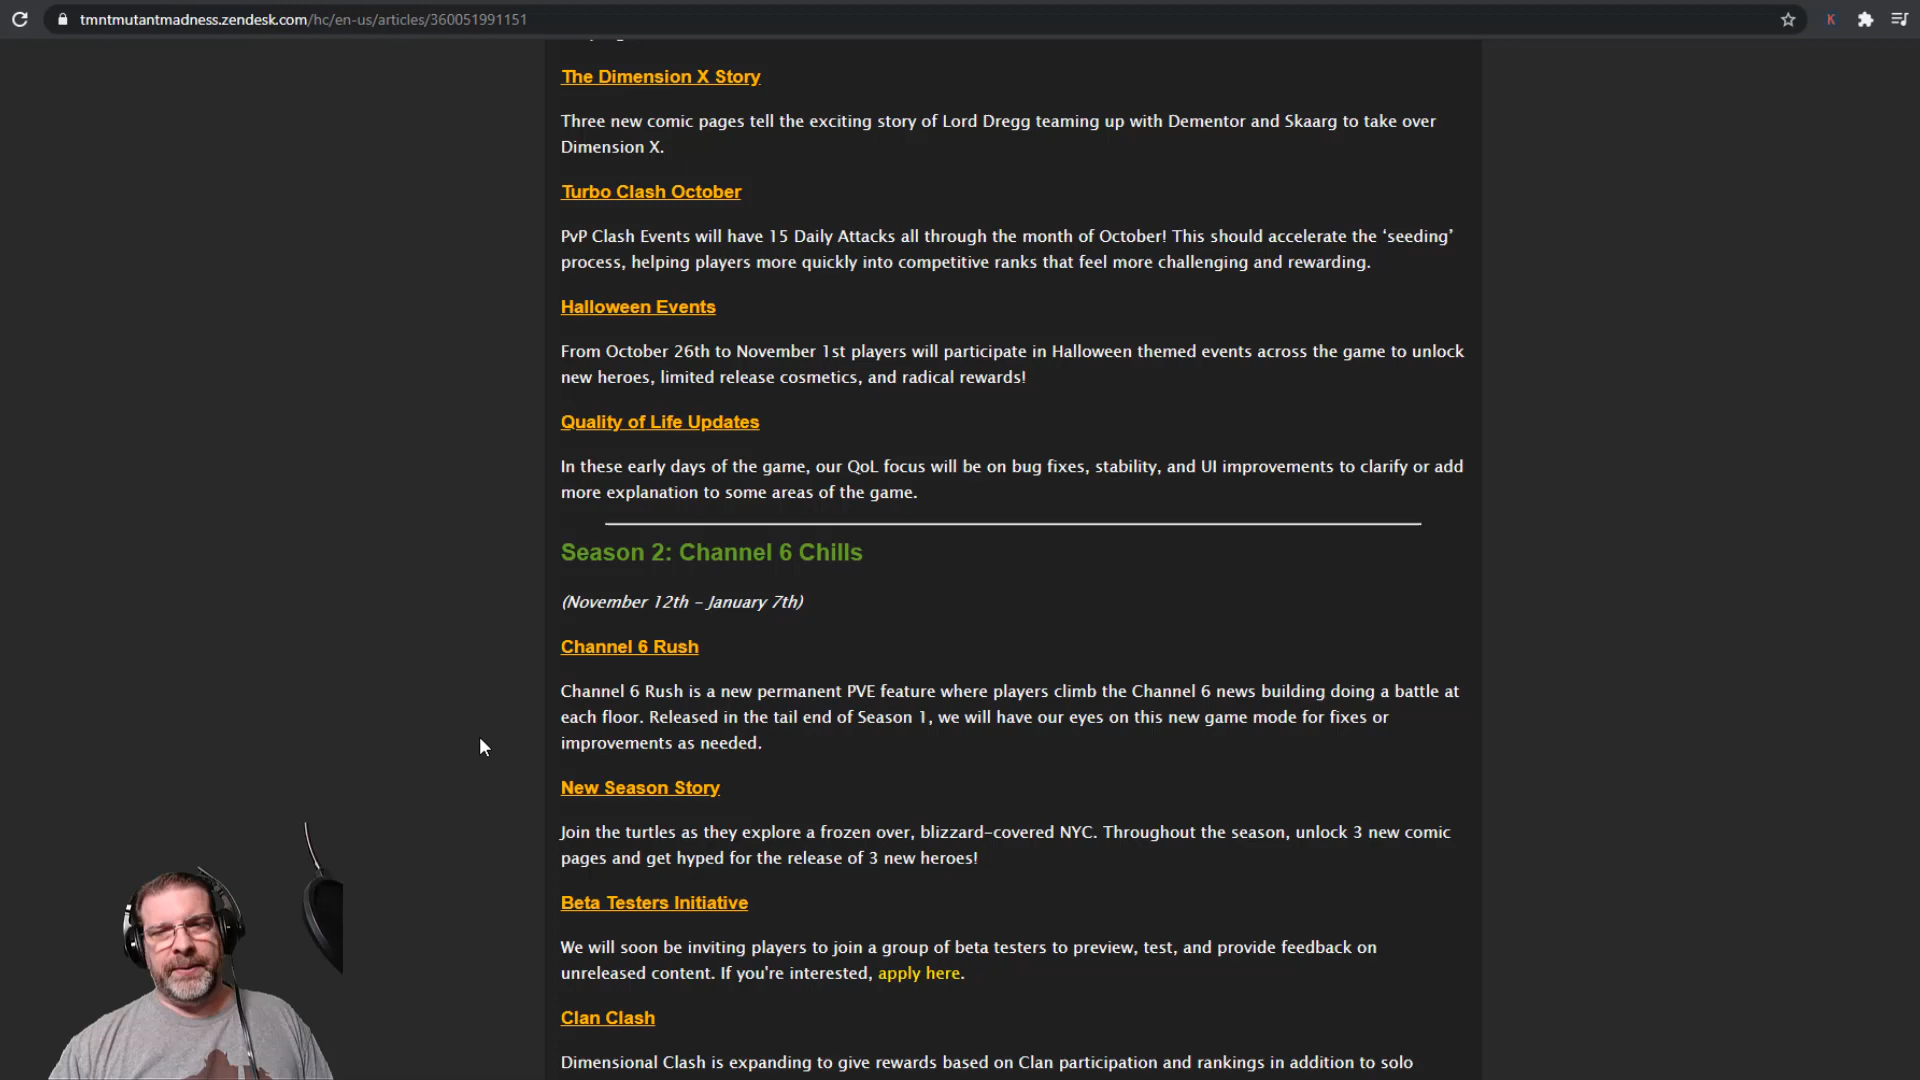 tmntmutantmadness.zendesk.com/hc/en-us/articles/360051991151
The Dimension X Story
Three new comic pages tell the exciting story of Lord Dregg teaming up with Dementor and Skaarg to take over
Dimension X.
Turbo Clash October
PvP Clash Events will have 15 Daily Attacks all through the month of October! This should accelerate the ‘seeding’
process, helping players more quickly into competitive ranks that feel more challenging and rewarding.
Halloween Events
From October 26th to November 1st players will participate in Halloween themed events across the game to unlock
new heroes, limited release cosmetics, and radical rewards!
Quality of Life Updates
In these early days of the game, our QoL focus will be on bug fixes, stability, and UI improvements to clarify or add
more explanation to some areas of the game.
Season 2: Channel 6 Chills
(November 12th – January 7th)
Channel 6 Rush
Channel 6 Rush is a new permanent PVE feature where players climb the Channel 6 news building doing a battle at
each floor. Released in the tail end of Season 1, we will have our eyes on this new game mode for fixes or
improvements as needed.
New Season Story
Join the turtles as they explore a frozen over, blizzard-covered NYC. Throughout the season, unlock 3 new comic
pages and get hyped for the release of 3 new heroes!
Beta Testers Initiative
We will soon be inviting players to join a group of beta testers to preview, test, and provide feedback on
unreleased content. If you're interested, apply here.
Clan Clash
Dimensional Clash is expanding to give rewards based on Clan participation and rankings in addition to solo